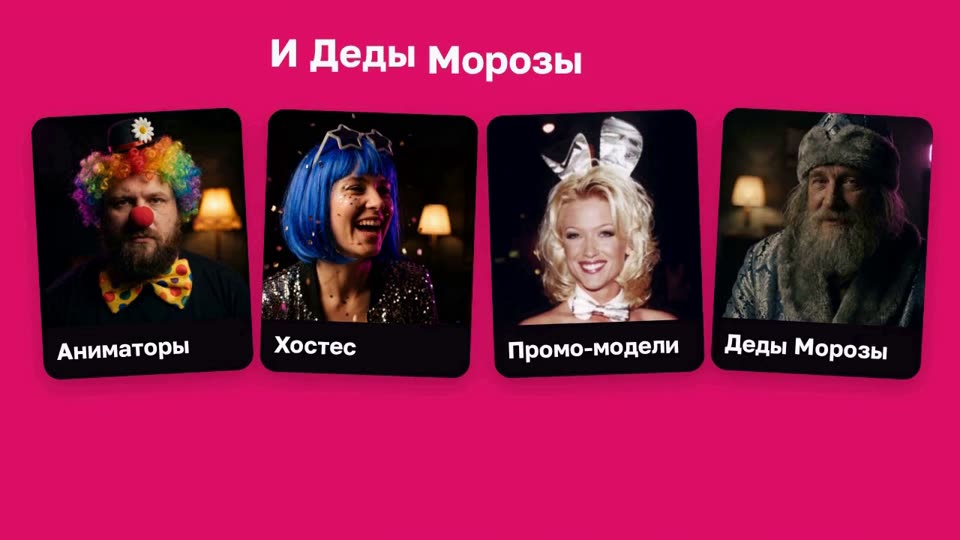 И Деды Морозы
Аниматоры
Хостес
Промо-модели
Деды Морозы